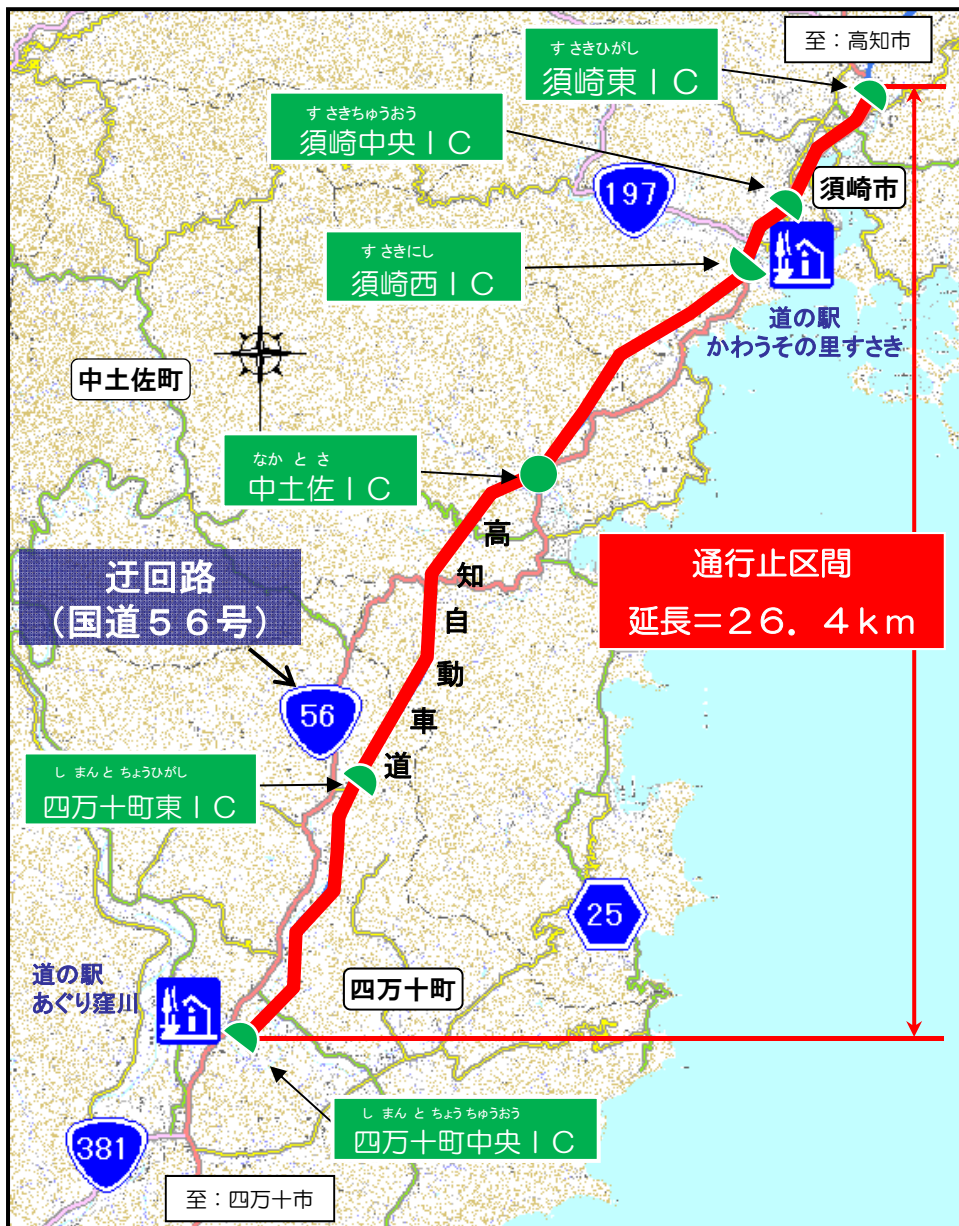 至：高知市
すさきひがし
須崎東ＩＣ
すさきちゅうおう
須崎中央ＩＣ
197
須崎市
すさきにし
須崎西ＩＣ
道の駅
かわうその里すさき
中土佐町
なかとさ
中土佐ＩＣ
高知自動車道
通行止区間
延長＝２６．４ｋｍ
迂回路
（国道５６号）
56
しまんとちょうひがし
四万十町東ＩＣ
25
道の駅
あぐり窪川
四万十町
しまんとちょうちゅうおう
四万十町中央ＩＣ
381
至：四万十市